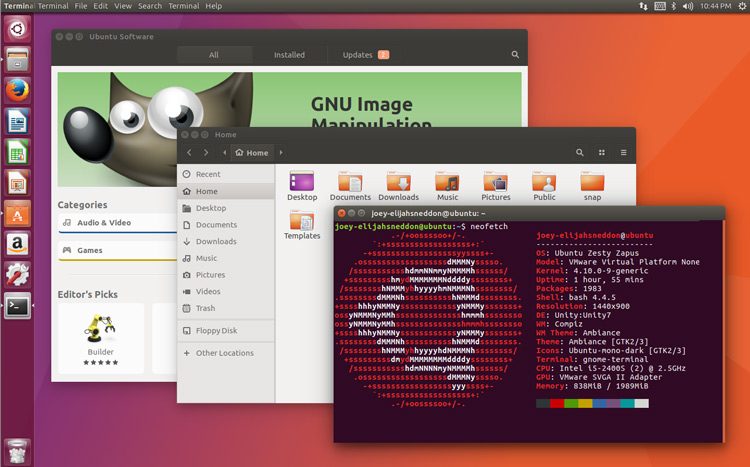 Terminal Terminal File Edit View Search Terminal Help 10:44 PM
Ubuntu Software
All Installed Updates 2
GNU Image
Manipulation
Categories
Audio & Video
Games
Editor's Picks
Builder
Home
Home
Recent
Home
Desktop
Documents
Downloads
Music
Pictures
Videos
Trash
Floppy Disk
Other Locations
Desktop Documents Downloads Music Pictures Public snap
Templates
joey-elijahsneddon@ubuntu: ~
joey-elijahsneddon@ubuntu:~$ neofetch
joey-elijahsneddon@ubuntu
-------------------------
OS: Ubuntu Zesty Zapus
Model: VMware Virtual Platform None
Kernel: 4.10.0-9-generic
Uptime: 1 hour, 55 mins
Packages: 1983
Shell: bash 4.4.5
Resolution: 1440x900
DE: Unity:Unity7
WM: Compiz
WM Theme: Ambiance
Theme: Ambiance [GTK2/3]
Icons: Ubuntu-mono-dark [GTK2/3]
Terminal: gnome-terminal
CPU: Intel i5-2400S (2) @ 2.5GHz
GPU: VMware SVGA II Adapter
Memory: 838MiB / 1989MiB